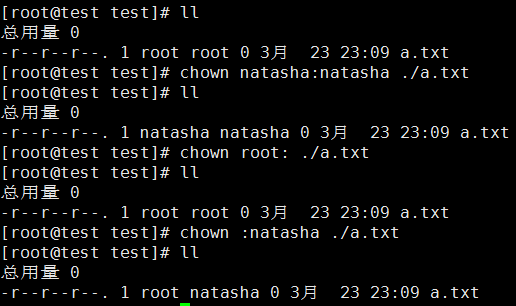 [root@test test]# ll
总用量 0
-r--r--r--. 1 root root 0 3月  23 23:09 a.txt
[root@test test]# chown natasha:natasha ./a.txt
[root@test test]# ll
总用量 0
-r--r--r--. 1 natasha natasha 0 3月  23 23:09 a.txt
[root@test test]# chown root: ./a.txt
[root@test test]# ll
总用量 0
-r--r--r--. 1 root root 0 3月  23 23:09 a.txt
[root@test test]# chown :natasha ./a.txt
[root@test test]# ll
总用量 0
-r--r--r--. 1 root natasha 0 3月  23 23:09 a.txt